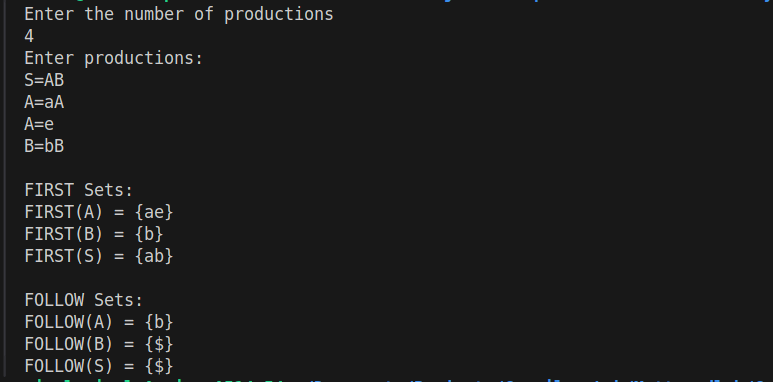 Enter the number of productions
4
Enter productions:
S=AB
A=aA
A=e
B=bB
FIRST Sets:
FIRST(A) = {ae}
FIRST(B) = {b}
FIRST(S) = {ab}
FOLLOW Sets:
FOLLOW(A) = {b}
FOLLOW(B) = {$}
FOLLOW(S) = {$}